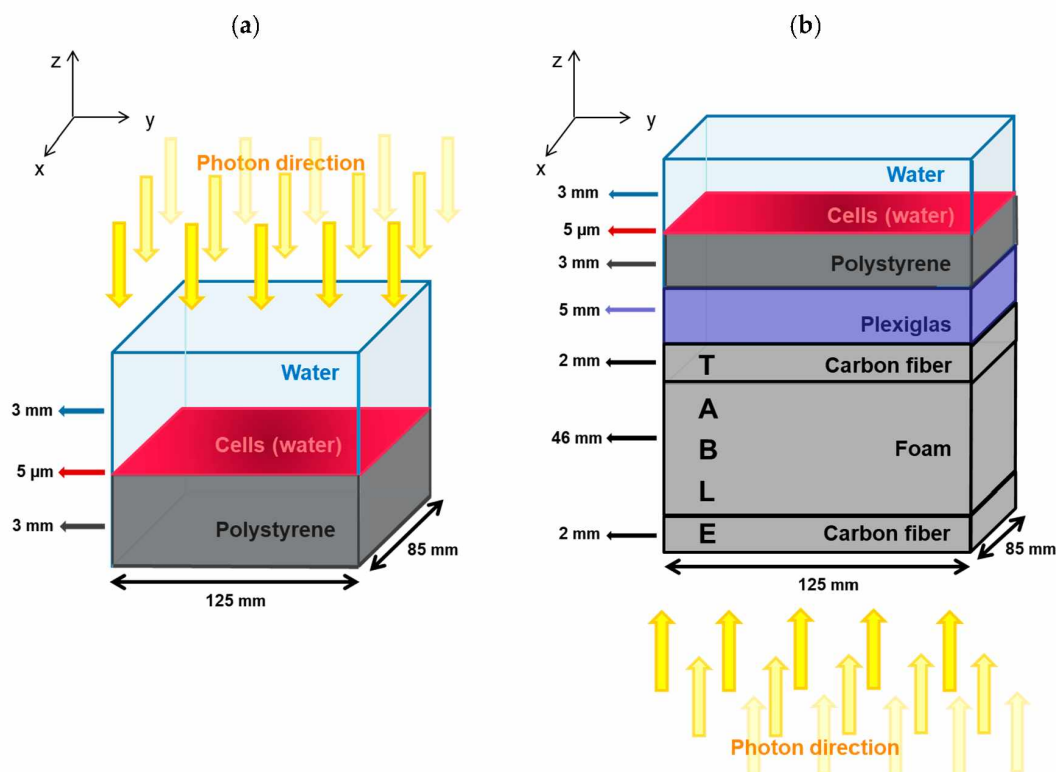 (a)
z
y
x
Photon direction
Water
3 mm
Cells (water)
5 µm
3 mm
Polystyrene
85 mm
125 mm
(b)
z
y
x
Water
3 mm
Cells (water)
5 µm
3 mm
Polystyrene
5 mm
Plexiglas
2 mm
T
Carbon fiber
A
46 mm
B
Foam
L
2 mm
E
Carbon fiber
85 mm
125 mm
Photon direction